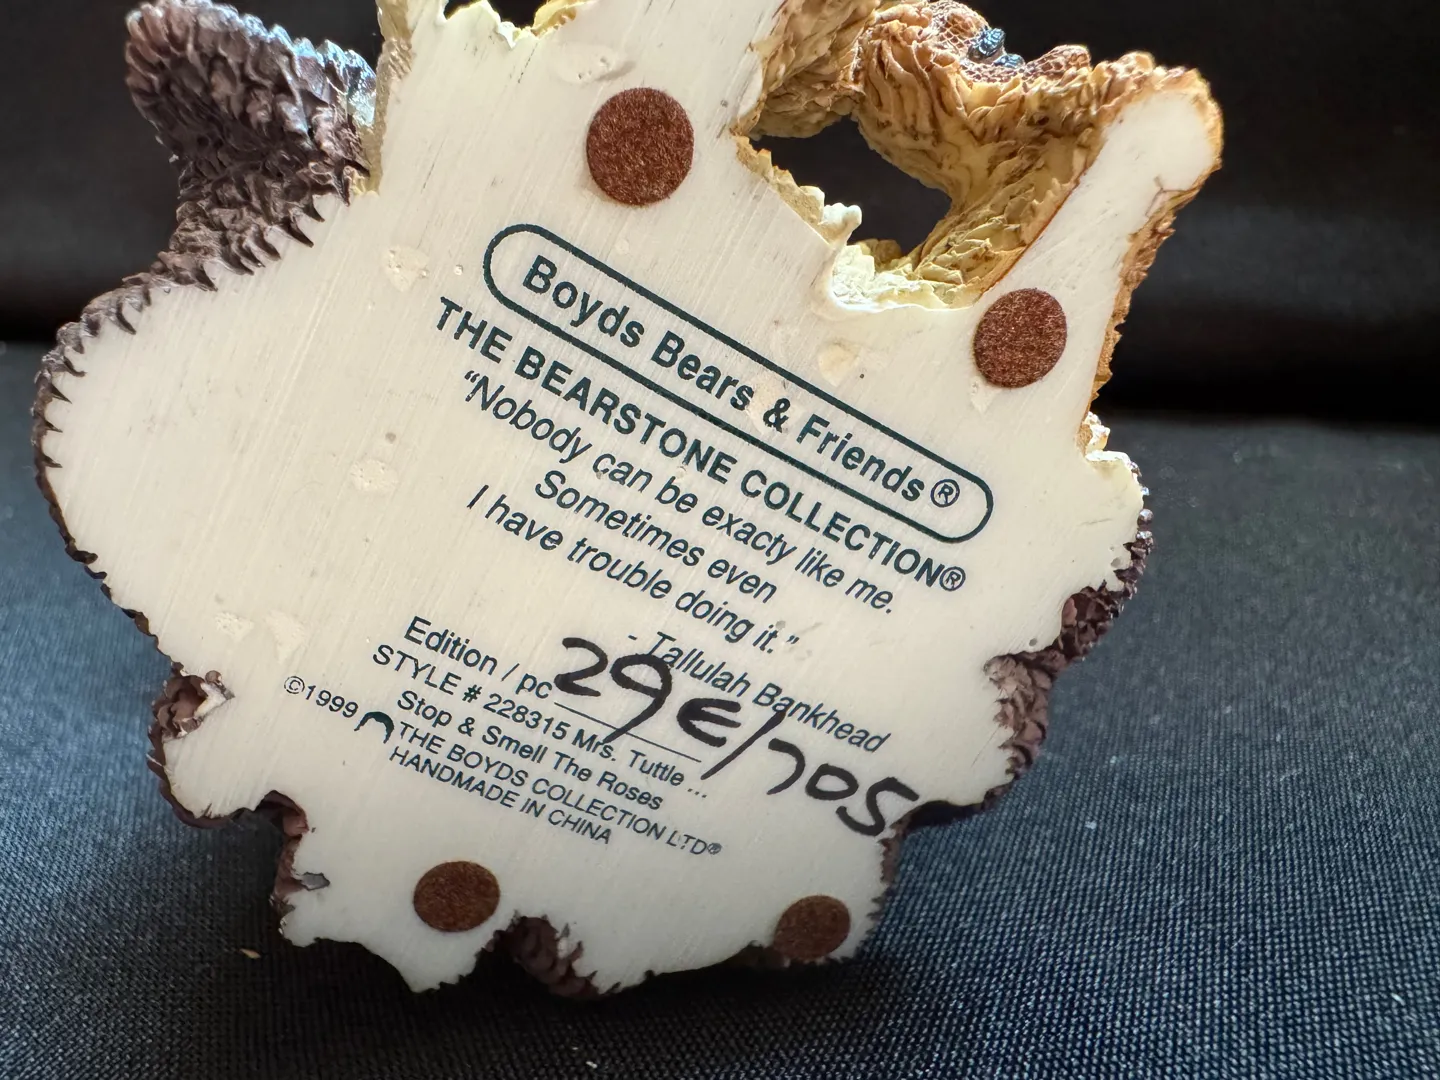 Boyds Bears & Friends®
THE BEARSTONE COLLECTION®
“Nobody can be exacty like me.
Sometimes even
I have trouble doing it.”
- Tallulah Bankhead
Edition / pc 29E/705
STYLE # 228315 Mrs. Tuttle ...
Stop & Smell The Roses
©1999 THE BOYDS COLLECTION LTD®
HANDMADE IN CHINA